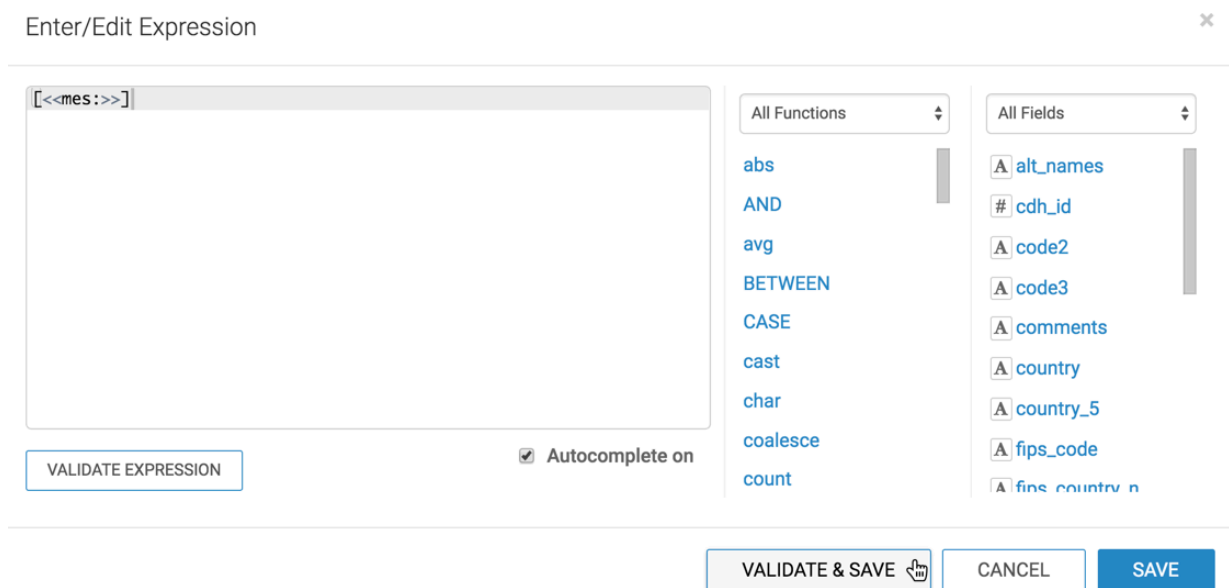 Enter/Edit Expression
×
[<<mes:>>]
All Functions
abs
AND
avg
BETWEEN
CASE
cast
char
coalesce
count
All Fields
A alt_names
# cdh_id
A code2
A code3
A comments
A country
A country_5
A fips_code
A fips_country_n
VALIDATE EXPRESSION
Autocomplete on
VALIDATE & SAVE
CANCEL
SAVE